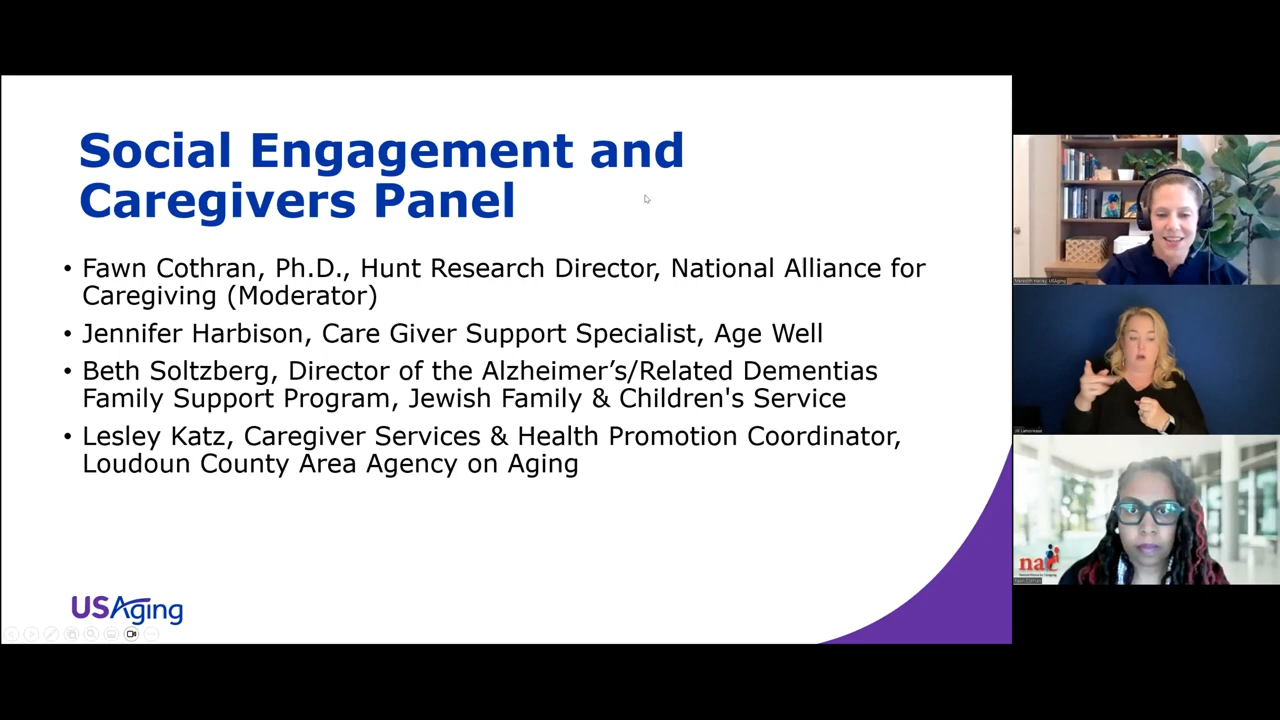 Social Engagement and
Caregivers Panel
• Fawn Cothran, Ph.D., Hunt Research Director, National Alliance for
Caregiving (Moderator)
• Jennifer Harbison, Care Giver Support Specialist, Age Well
• Beth Soltzberg, Director of the Alzheimer’s/Related Dementias
Family Support Program, Jewish Family & Children's Service
• Lesley Katz, Caregiver Services & Health Promotion Coordinator,
Loudoun County Area Agency on Aging
USAging
nac